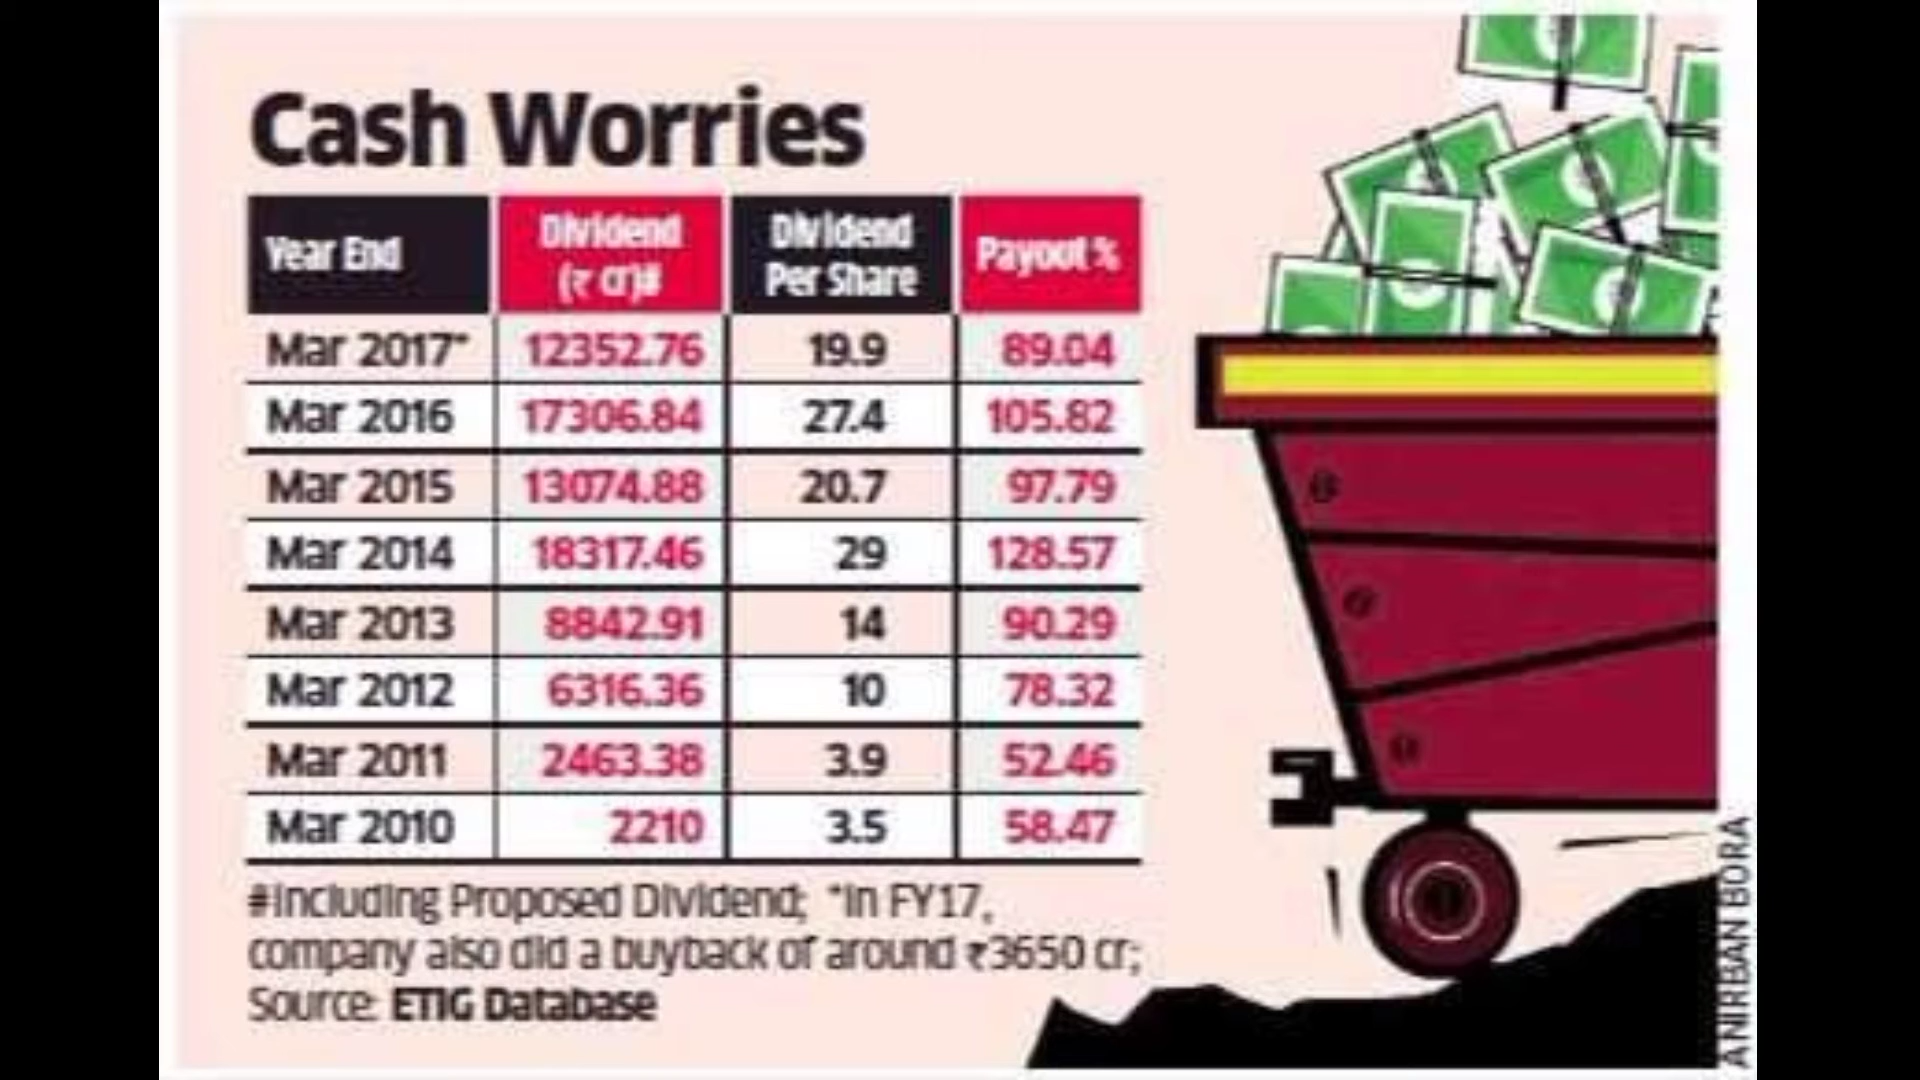 Cash Worries
Year End Dividend (₹ cr)# Dividend Per Share Payout %
Mar 2017* 12352.76 19.9 89.04
Mar 2016 17306.84 27.4 105.82
Mar 2015 13074.88 20.7 97.79
Mar 2014 18317.46 29 128.57
Mar 2013 8842.91 14 90.29
Mar 2012 6316.36 10 78.32
Mar 2011 2463.38 3.9 52.46
Mar 2010 2210 3.5 58.47
#Including Proposed Dividend; *In FY17,
company also did a buyback of around ₹3650 cr;
Source: ETIG Database
ANIRBAN BORA